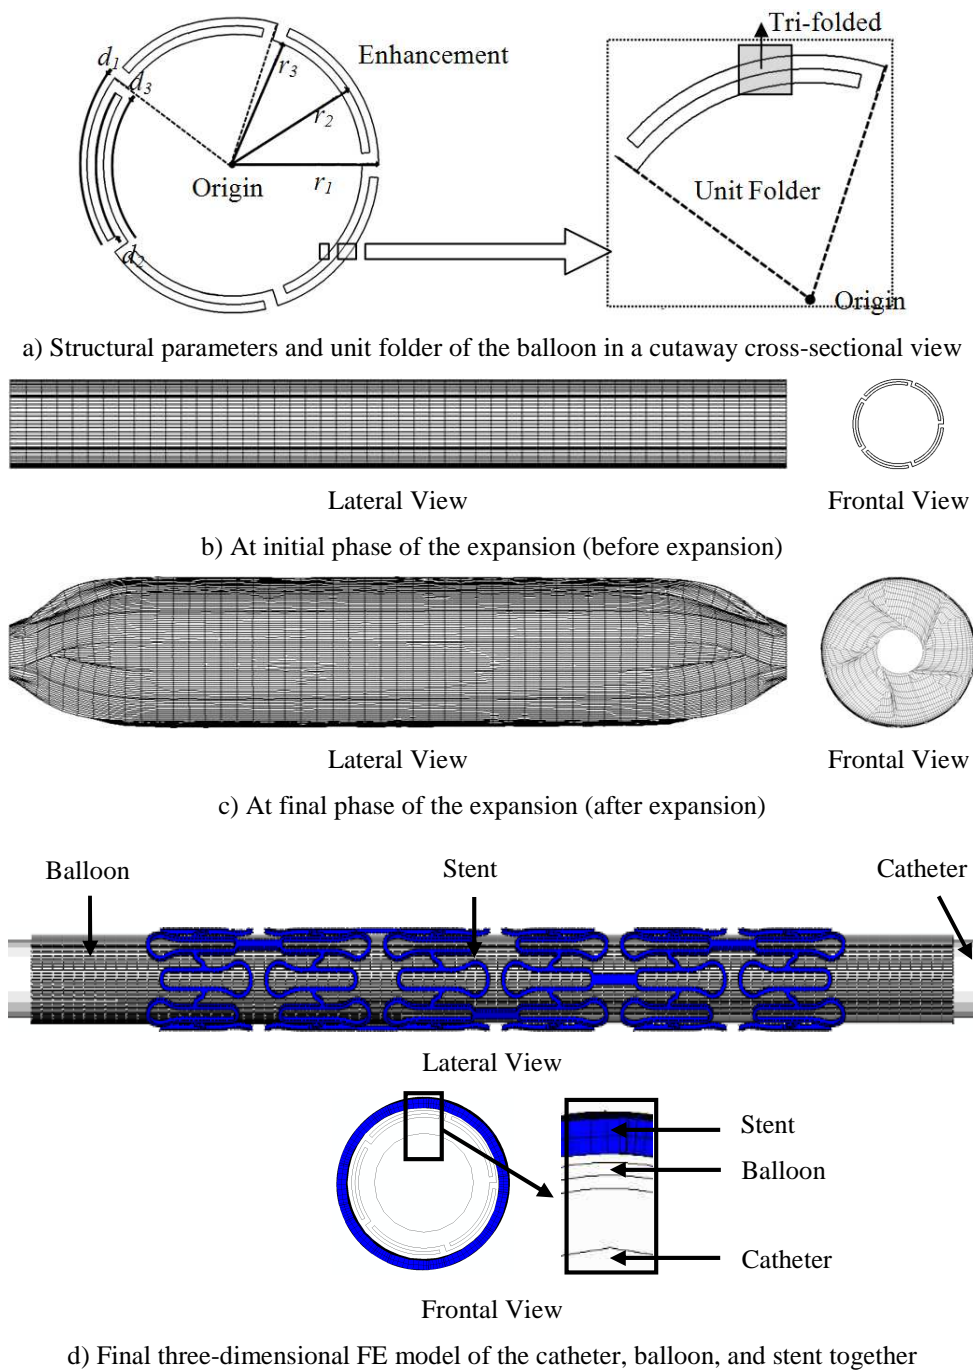 Tri-folded
d1
d3
r3
Enhancement
r2
Origin
r1
d2
Unit Folder
Origin
a) Structural parameters and unit folder of the balloon in a cutaway cross-sectional view
Lateral View
Frontal View
b) At initial phase of the expansion (before expansion)
Lateral View
Frontal View
c) At final phase of the expansion (after expansion)
Balloon
Stent
Catheter
Lateral View
Stent
Balloon
Catheter
Frontal View
d) Final three-dimensional FE model of the catheter, balloon, and stent together